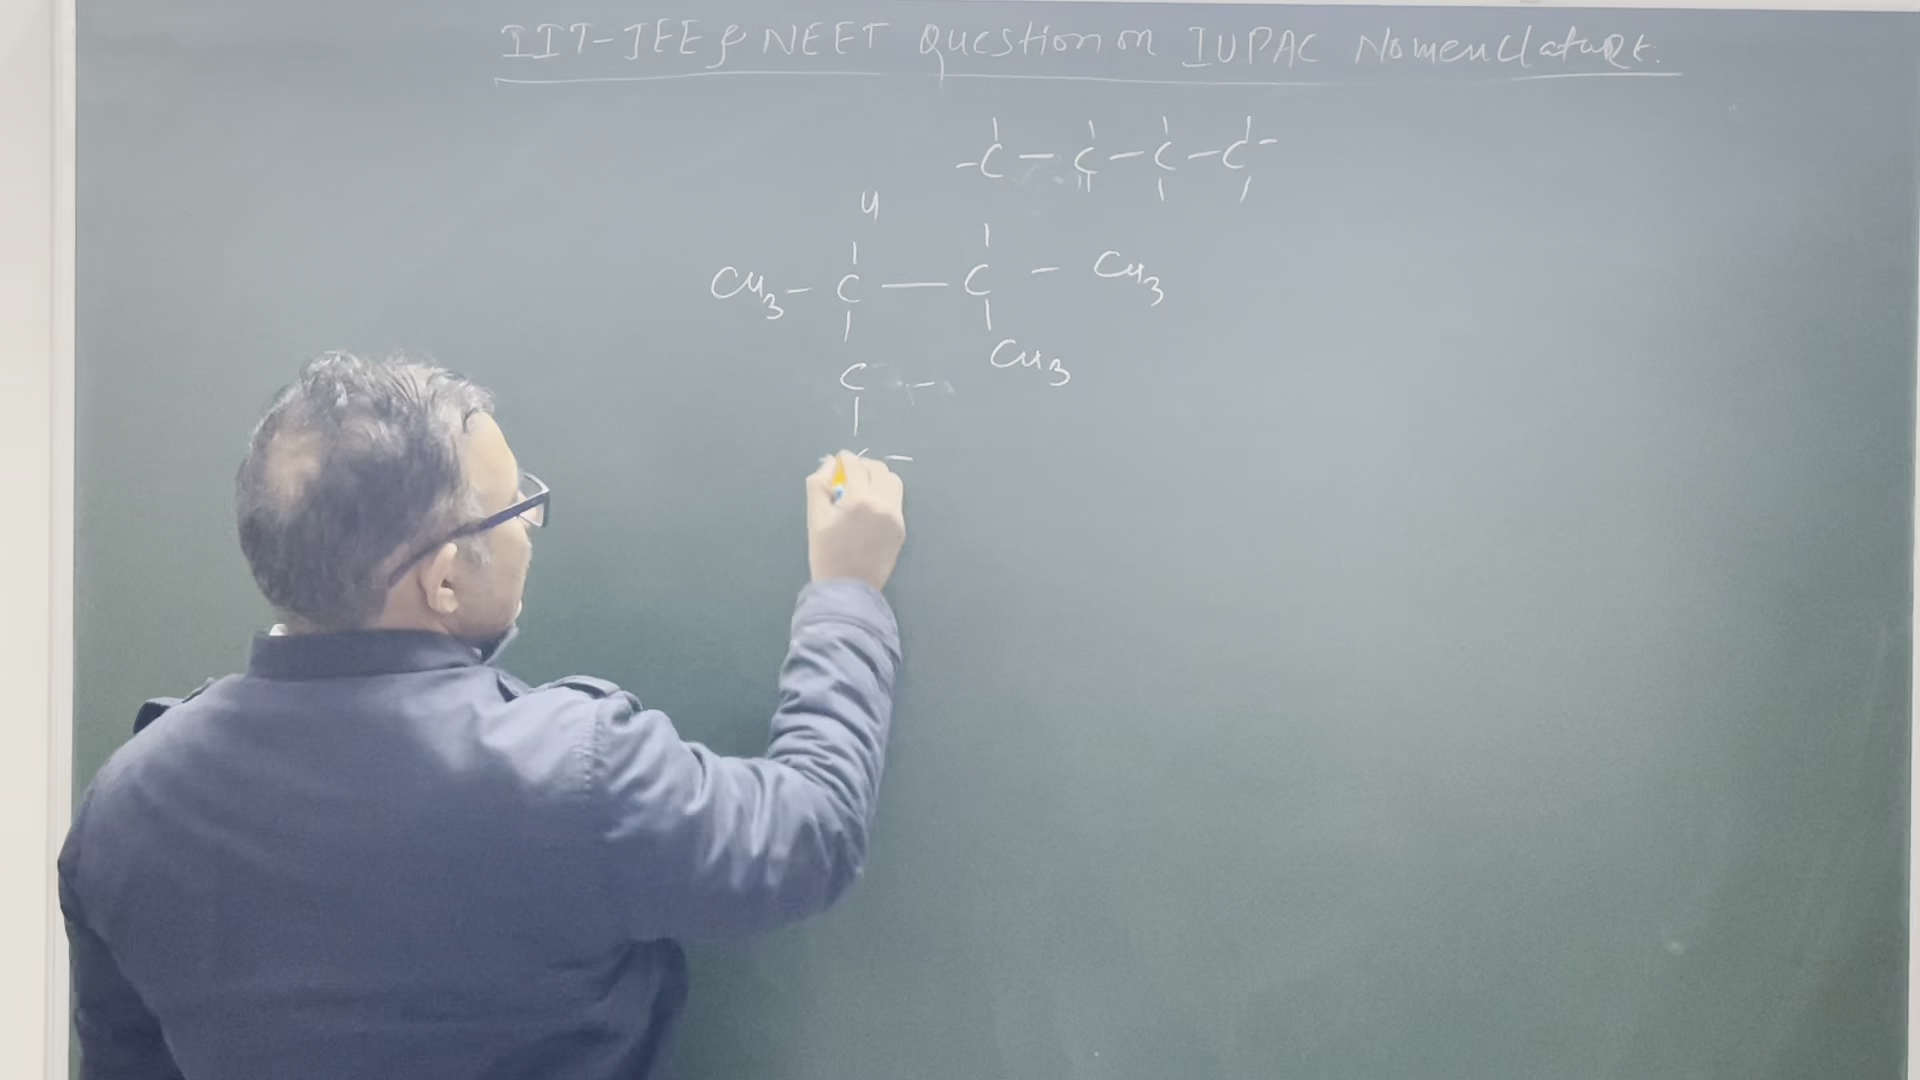 IIT-JEE & NEET Question on IUPAC Nomenclature.
-C-C-C-C-
H
CH3-C-C-CH3
C- CH3